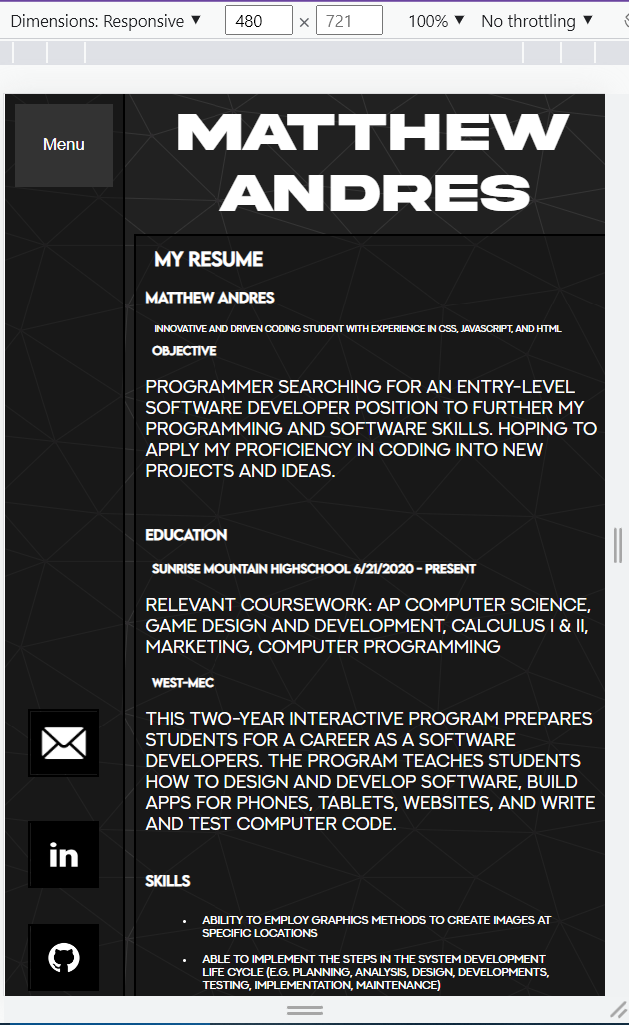 Dimensions: Responsive ▼ 480 × 721 100% ▼ No throttling ▼
Menu
MATTHEW
ANDRES
MY RESUME
MATTHEW ANDRES
INNOVATIVE AND DRIVEN CODING STUDENT WITH EXPERIENCE IN CSS, JAVASCRIPT, AND HTML
OBJECTIVE
PROGRAMMER SEARCHING FOR AN ENTRY-LEVEL
SOFTWARE DEVELOPER POSITION TO FURTHER MY
PROGRAMMING AND SOFTWARE SKILLS. HOPING TO
APPLY MY PROFICIENCY IN CODING INTO NEW
PROJECTS AND IDEAS.
EDUCATION
SUNRISE MOUNTAIN HIGHSCHOOL 6/21/2020 - PRESENT
RELEVANT COURSEWORK: AP COMPUTER SCIENCE,
GAME DESIGN AND DEVELOPMENT, CALCULUS I & II,
MARKETING, COMPUTER PROGRAMMING
WEST-MEC
THIS TWO-YEAR INTERACTIVE PROGRAM PREPARES
STUDENTS FOR A CAREER AS A SOFTWARE
DEVELOPERS. THE PROGRAM TEACHES STUDENTS
HOW TO DESIGN AND DEVELOP SOFTWARE, BUILD
APPS FOR PHONES, TABLETS, WEBSITES, AND WRITE
AND TEST COMPUTER CODE.
in
SKILLS
• ABILITY TO EMPLOY GRAPHICS METHODS TO CREATE IMAGES AT
SPECIFIC LOCATIONS
• ABLE TO IMPLEMENT THE STEPS IN THE SYSTEM DEVELOPMENT
LIFE CYCLE (E.G. PLANNING, ANALYSIS, DESIGN, DEVELOPMENTS,
TESTING, IMPLEMENTATION, MAINTENANCE)